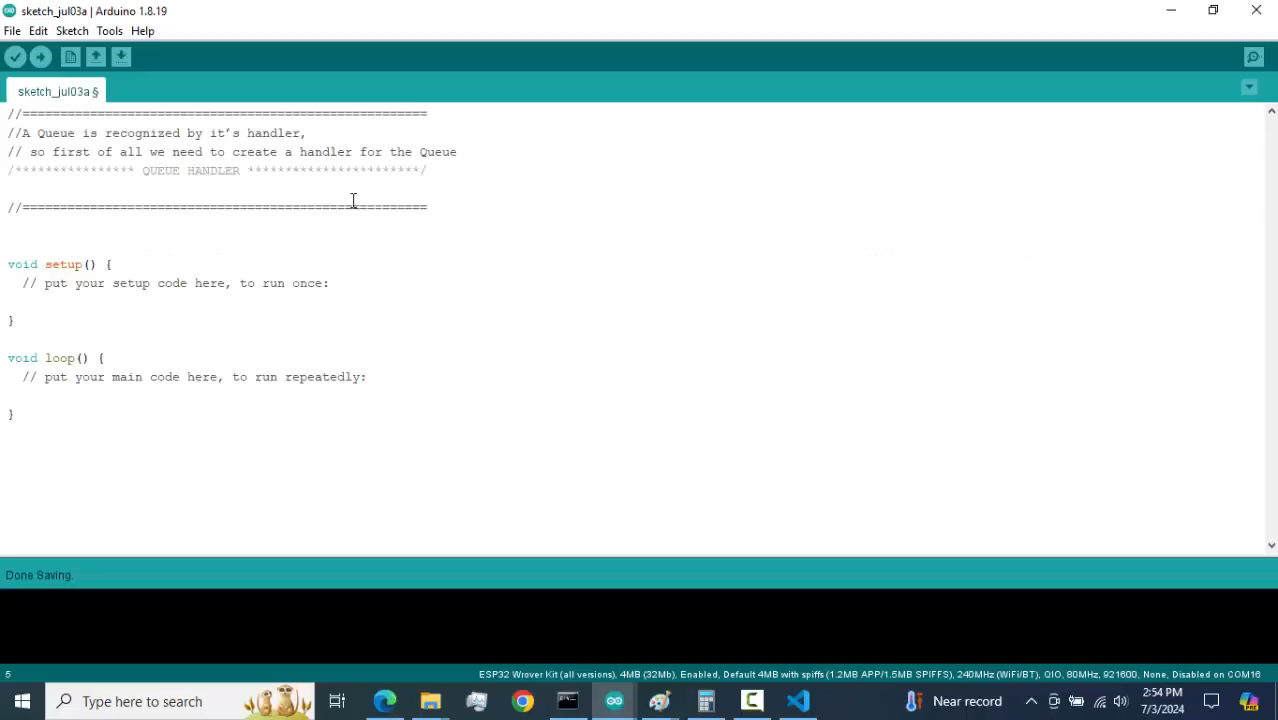 sketch_jul03a | Arduino 1.8.19
File Edit Sketch Tools Help
sketch_jul03a §
//======================================================
//A Queue is recognized by it’s handler,
// so first of all we need to create a handler for the Queue
/**************** QUEUE HANDLER ***********************/
//======================================================
void setup() {
// put your setup code here, to run once:
}
void loop() {
// put your main code here, to run repeatedly:
}
Done Saving.
5 ESP32 Wrover Kit (all versions), 4MB (32Mb), Enabled, Default 4MB with spiffs (1.2MB APP/1.5MB SPIFFS), 240MHz (WiFi/BT), QIO, 80MHz, 921600, None, Disabled on COM16
Type here to search
Near record
2:54 PM
7/3/2024